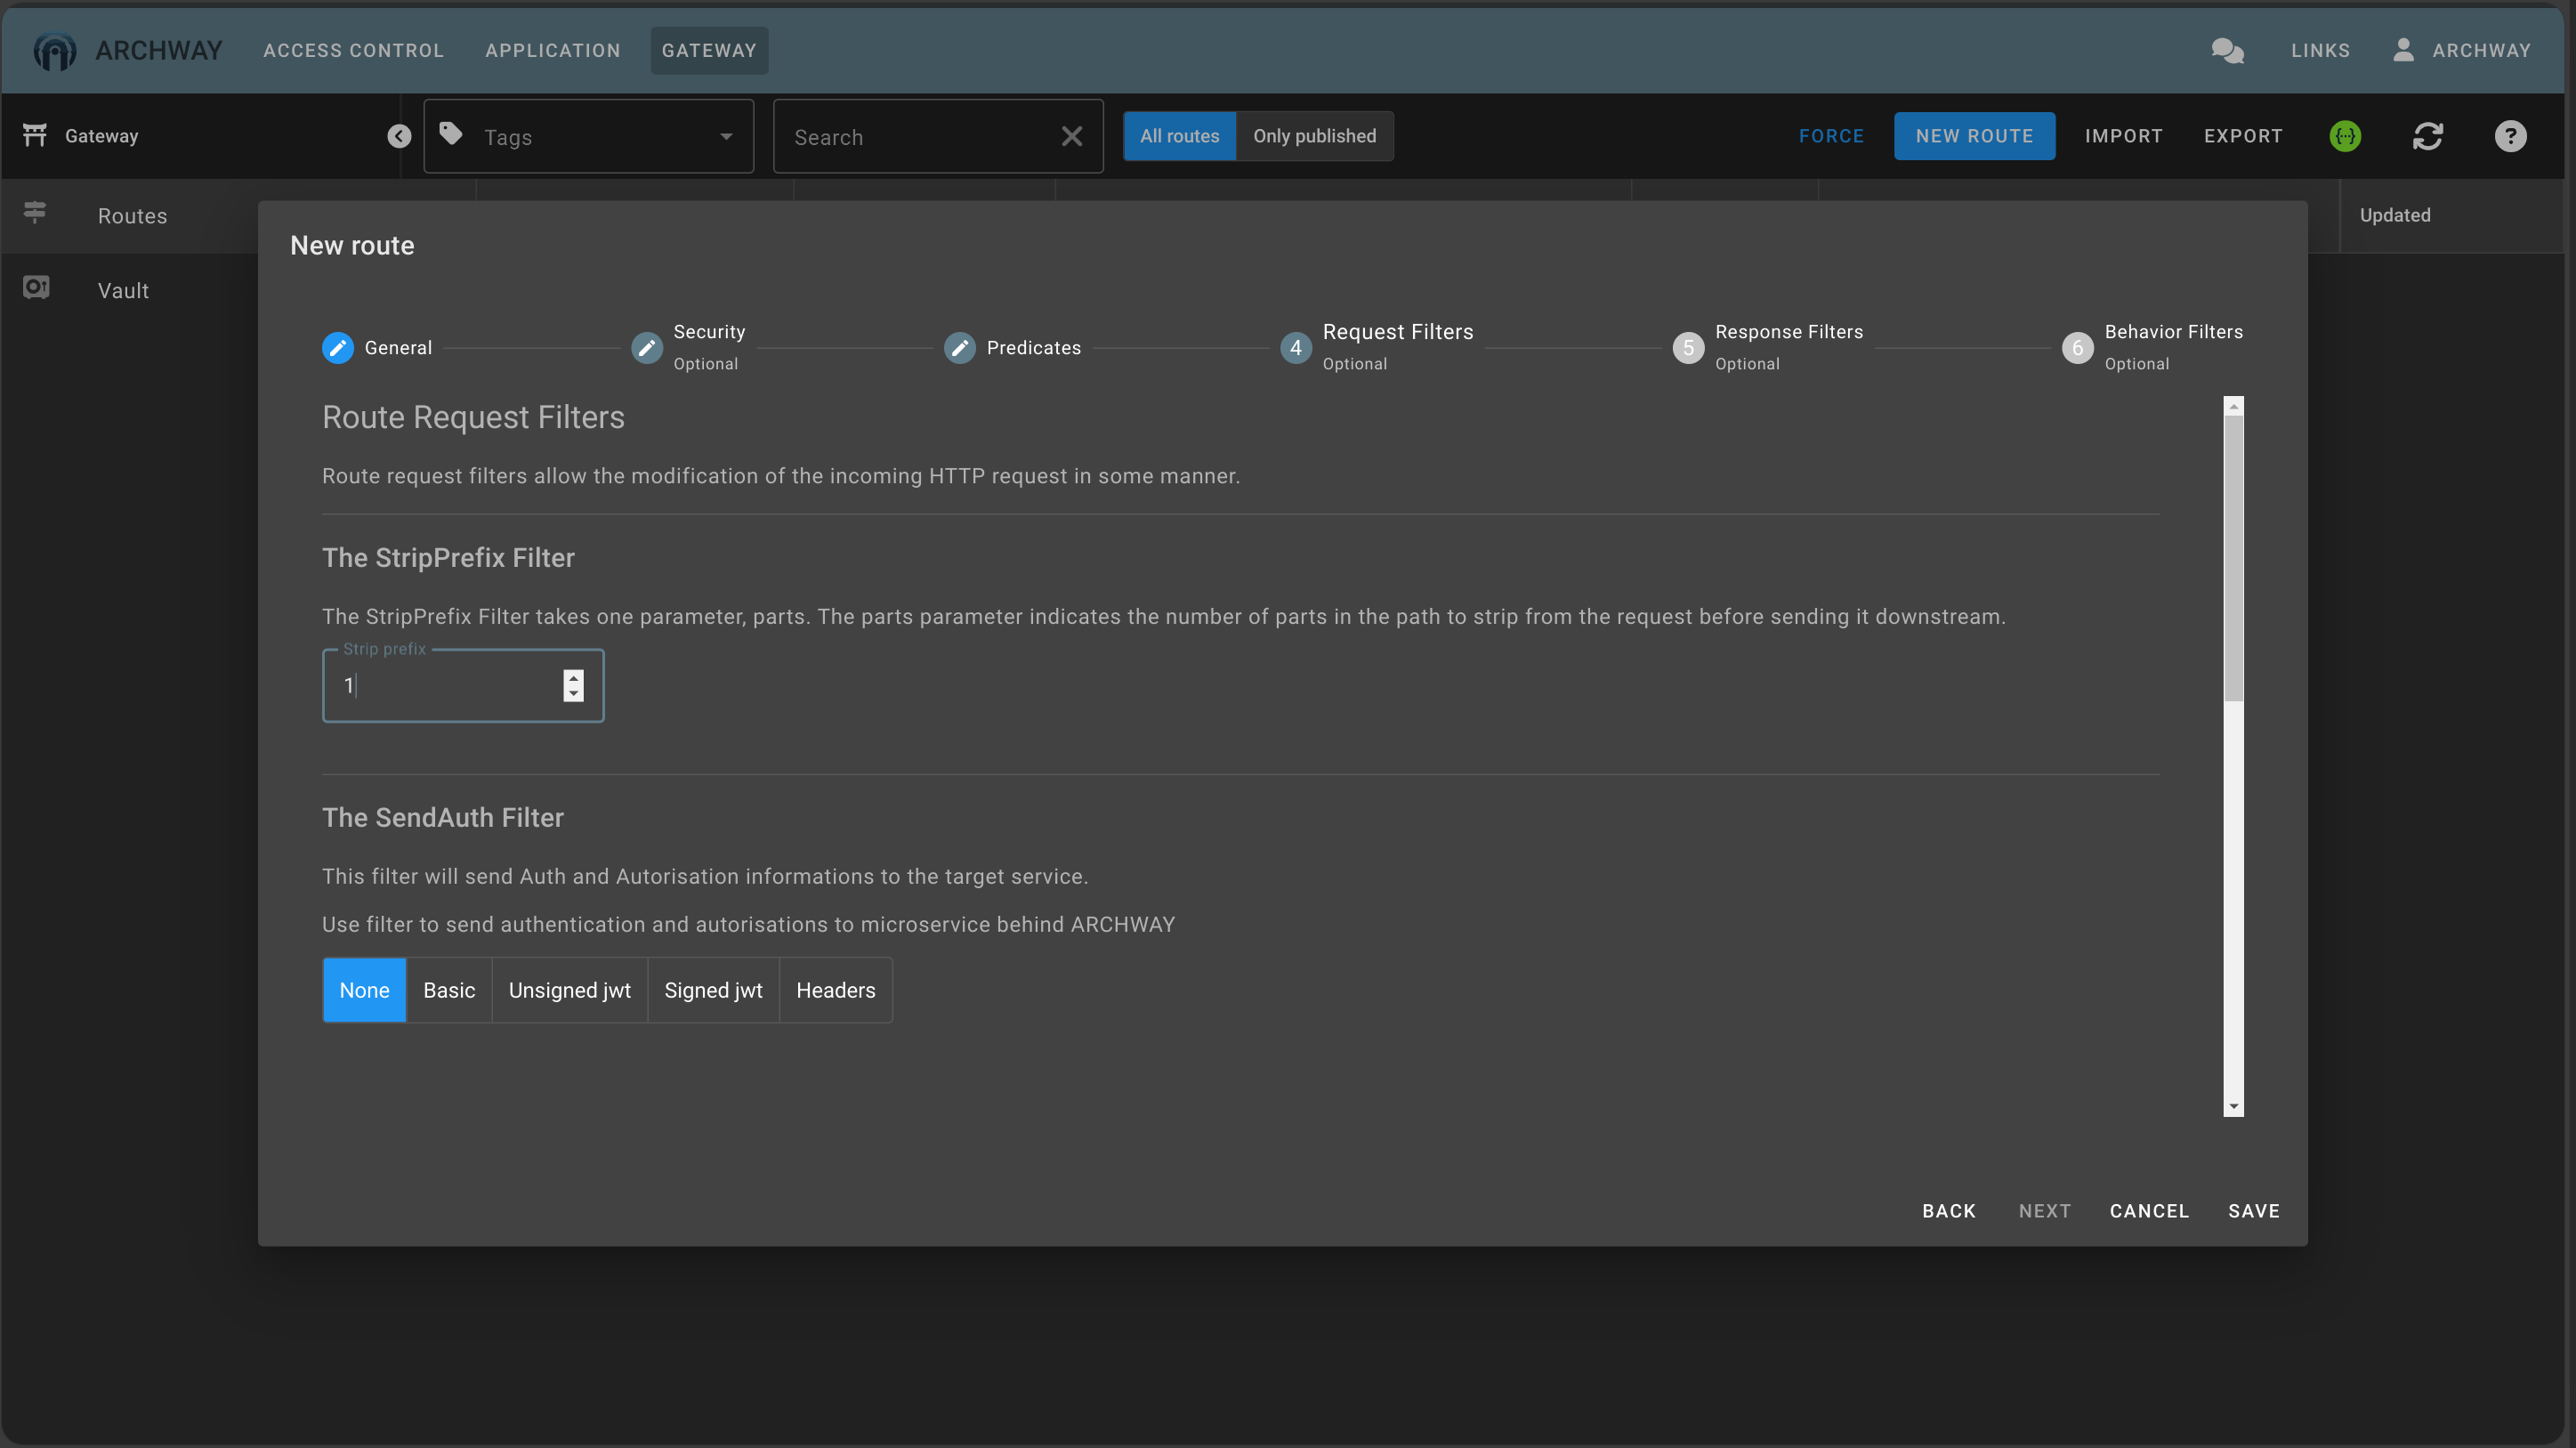 ARCHWAY ACCESS CONTROL APPLICATION GATEWAY LINKS ARCHWAY
Gateway Tags Search All routes Only published FORCE NEW ROUTE IMPORT EXPORT {··} ?
Routes Updated
Vault
New route
General Security Optional Predicates 4 Request Filters Optional 5 Response Filters Optional 6 Behavior Filters Optional
Route Request Filters
Route request filters allow the modification of the incoming HTTP request in some manner.
The StripPrefix Filter
The StripPrefix Filter takes one parameter, parts. The parts parameter indicates the number of parts in the path to strip from the request before sending it downstream.
Strip prefix
1
The SendAuth Filter
This filter will send Auth and Autorisation informations to the target service.
Use filter to send authentication and autorisations to microservice behind ARCHWAY
None Basic Unsigned jwt Signed jwt Headers
BACK NEXT CANCEL SAVE